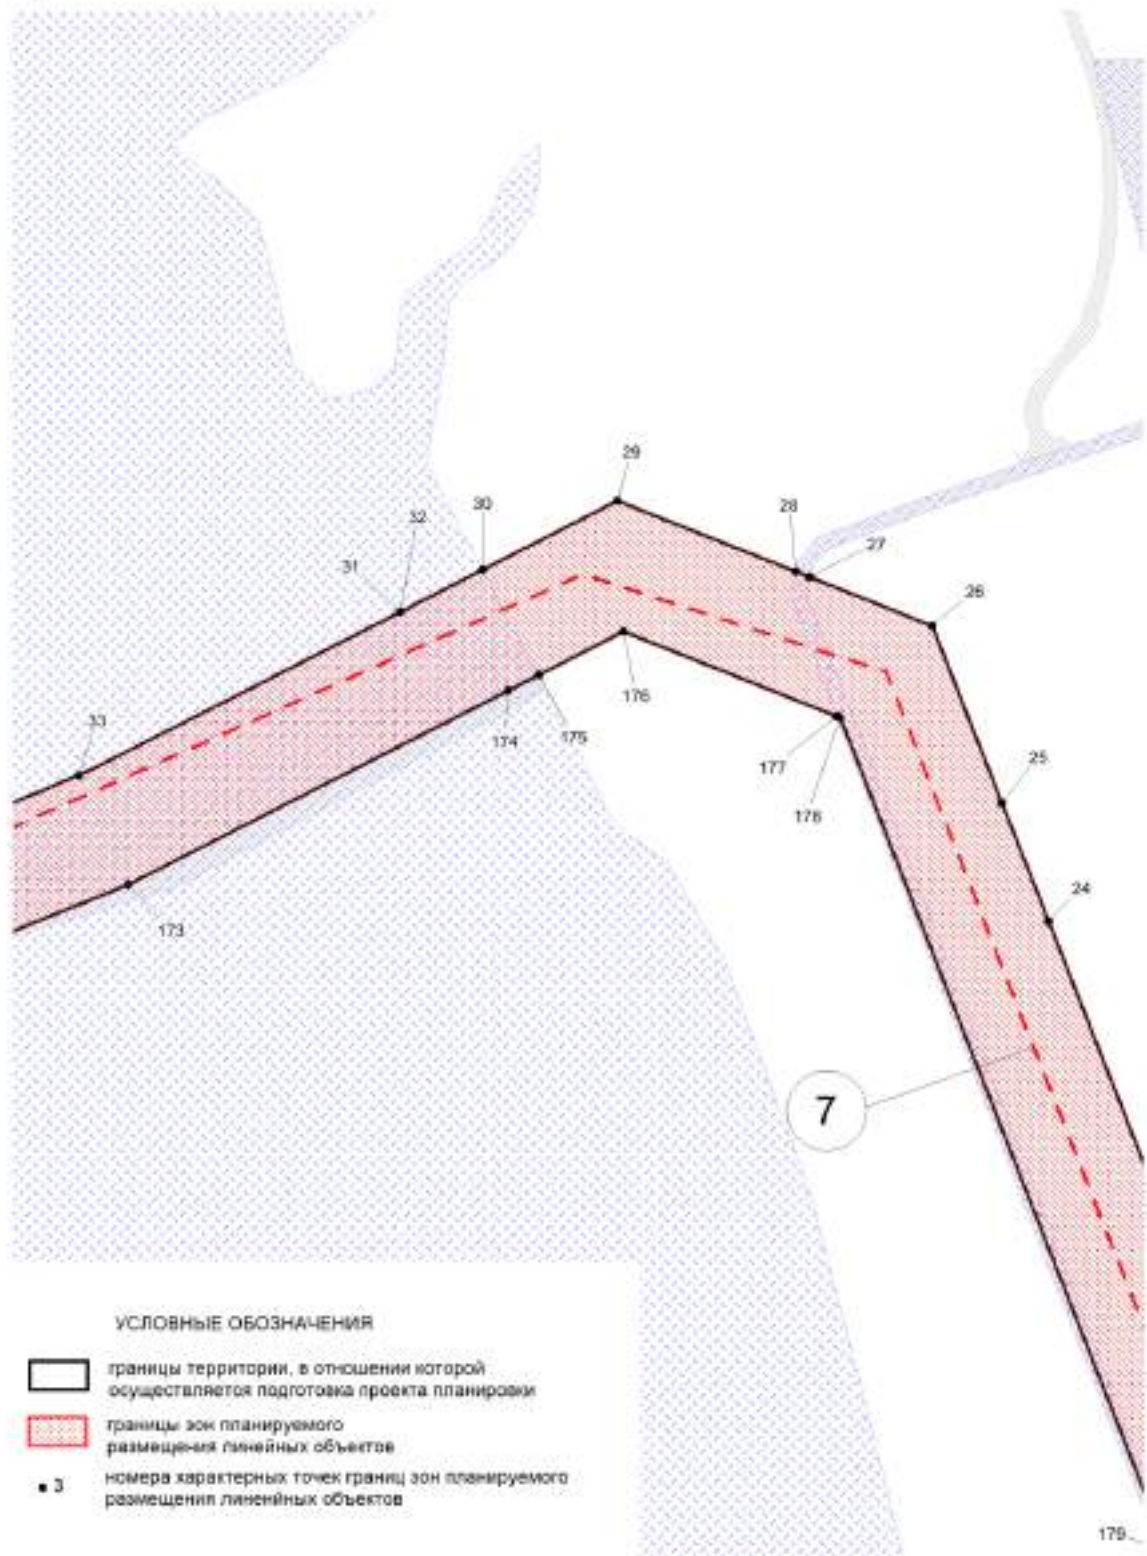 29
30
28
32
27
31
26
33
176
174
175
25
177
178
24
173
7
УСЛОВНЫЕ ОБОЗНАЧЕНИЯ
границы территории, в отношении которой
осуществляется подготовка проекта планировки
границы зон планируемого
размещения линейных объектов
3
номера характерных точек границ зон планируемого
размещения линенйных объектов
179